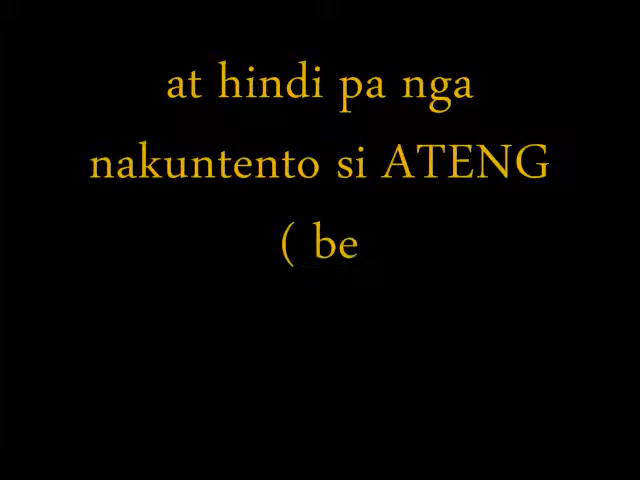 at hindi pa nga
nakuntento si ATENG
( be